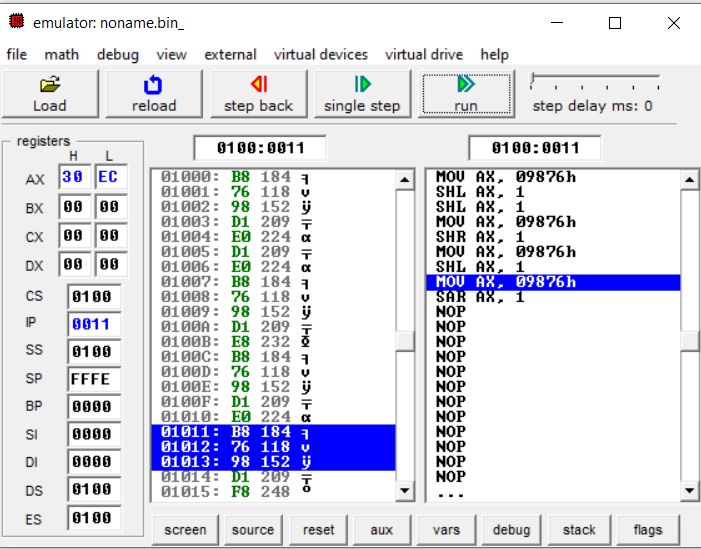 emulator: noname.bin_
file math debug view external virtual devices virtual drive help
Load reload step back single step run step delay ms: 0
registers
H L
AX 30 EC
BX 00 00
CX 00 00
DX 00 00
CS 0100
IP 0011
SS 0100
SP FFFE
BP 0000
SI 0000
DI 0000
DS 0100
ES 0100
0100:0011
01000: B8 184 ╕
01001: 76 118 v
01002: 98 152 ÿ
01003: D1 209 ╤
01004: E0 224 α
01005: D1 209 ╤
01006: E0 224 α
01007: B8 184 ╕
01008: 76 118 v
01009: 98 152 ÿ
0100A: D1 209 ╤
0100B: E8 232 Φ
0100C: B8 184 ╕
0100D: 76 118 v
0100E: 98 152 ÿ
0100F: D1 209 ╤
01010: E0 224 α
01011: B8 184 ╕
01012: 76 118 v
01013: 98 152 ÿ
01014: D1 209 ╤
01015: F8 248 °
0100:0011
MOV AX, 09876h
SHL AX, 1
SHL AX, 1
MOV AX, 09876h
SHR AX, 1
MOV AX, 09876h
SHL AX, 1
MOV AX, 09876h
SAR AX, 1
NOP
NOP
NOP
NOP
NOP
NOP
NOP
NOP
NOP
NOP
NOP
NOP
...
screen source reset aux vars debug stack flags